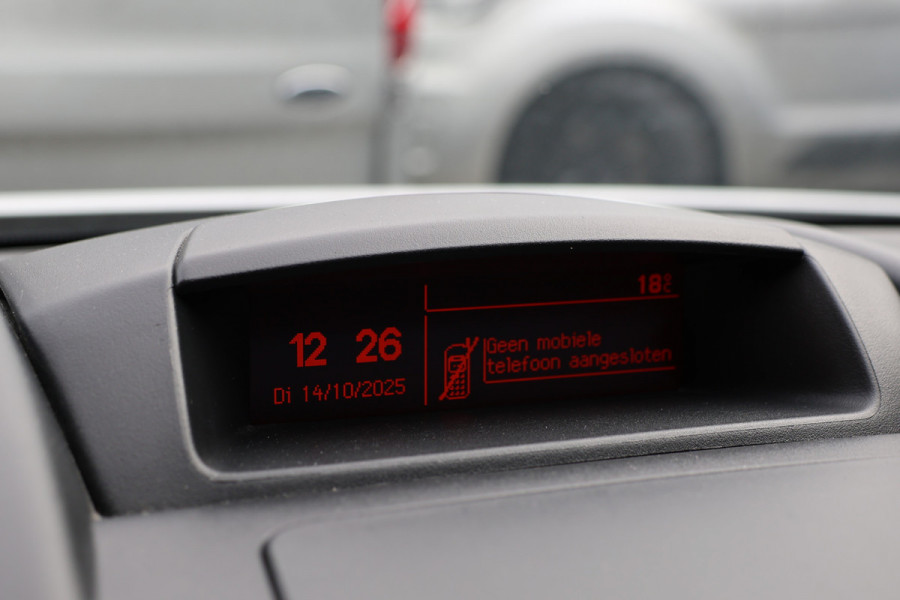 18°C
12 26
Di 14/10/2025
Geen mobiele
telefoon aangesloten